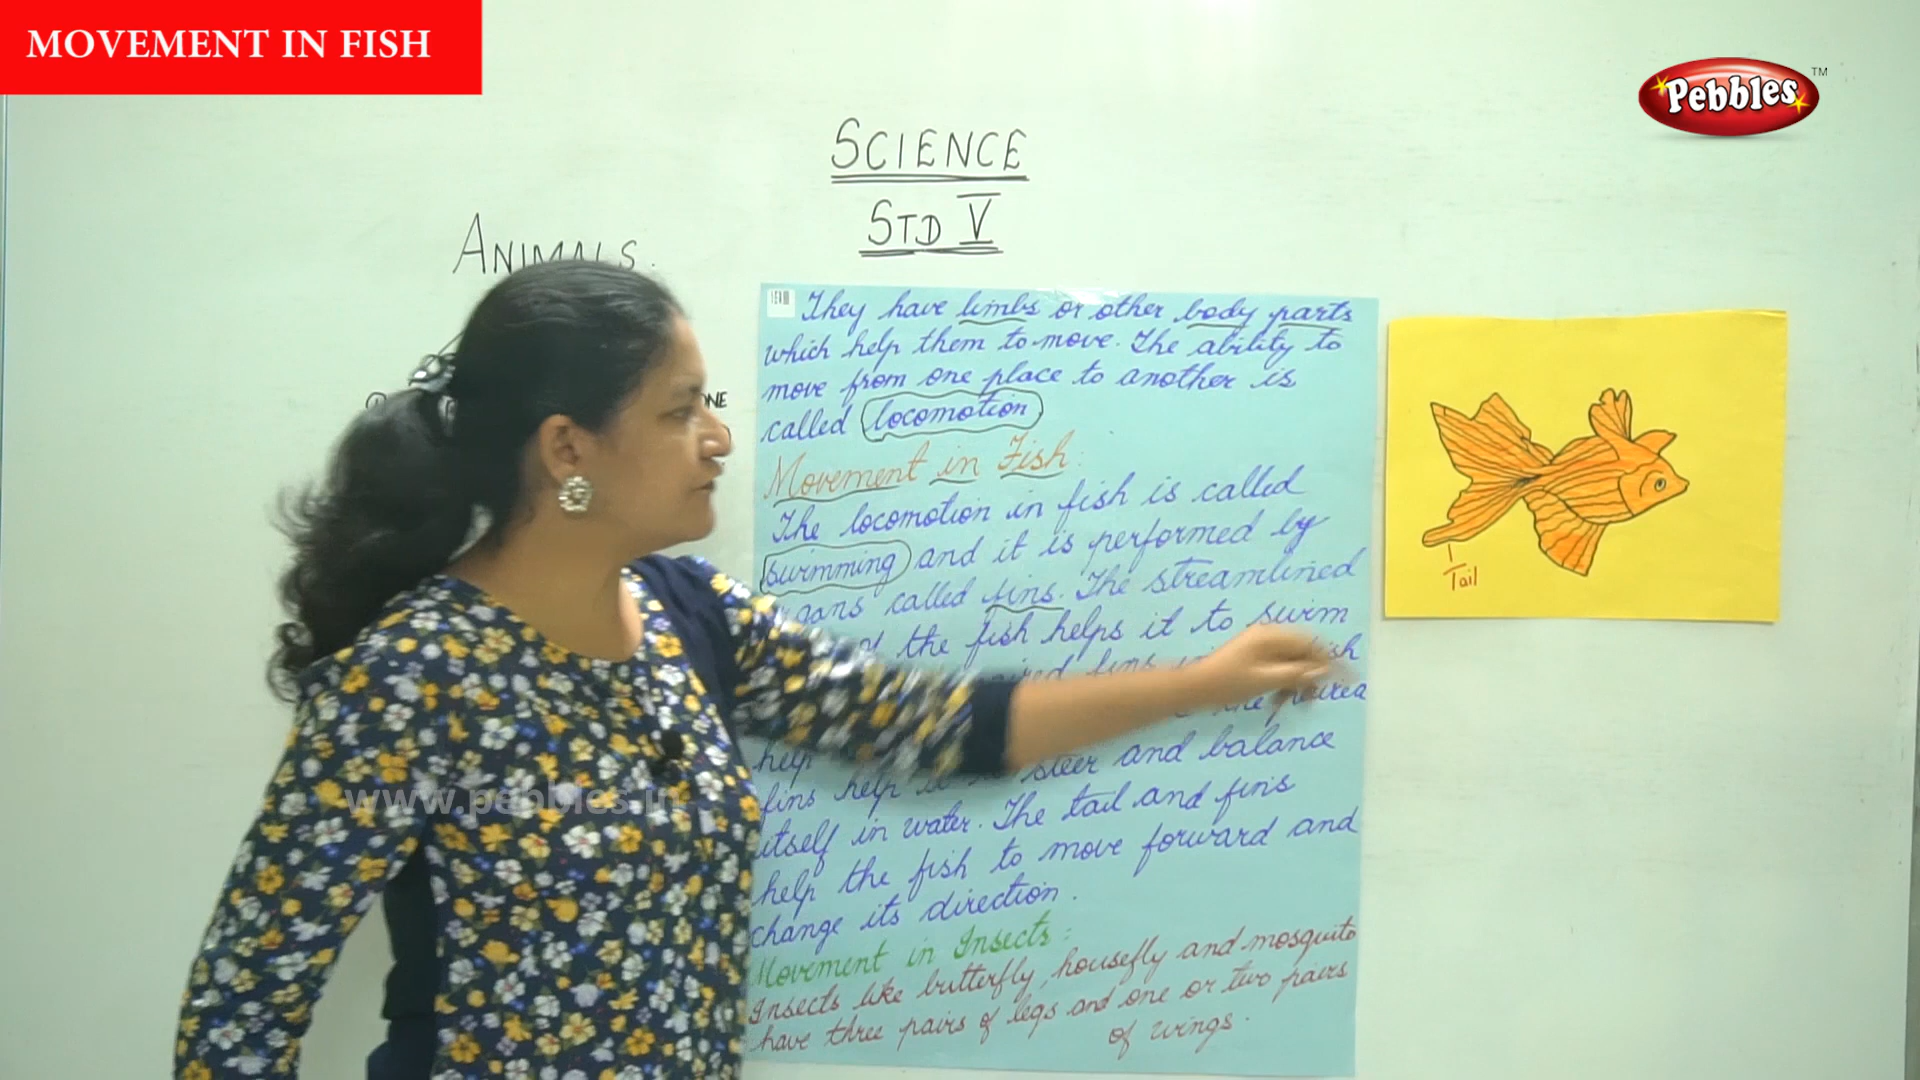 MOVEMENT IN FISH
Pebbles TM
SCIENCE
STD V
ANIMALS.
They have limbs or other body parts
which help them to move. The ability to
move from one place to another is
called locomotion
Movement in Fish:
The locomotion in fish is called
swimming and it is performed by
called fins. The streamlined
of the fish helps it to swim
fins
help
fins help steer and balance
itself in water. The tail and fins
help the fish to move forward and
change its direction.
Movement in Insects:
Insects like butterfly, housefly and mosquito
have three pairs of legs and one or two pairs
of wings.
Tail
www.pebbles.in